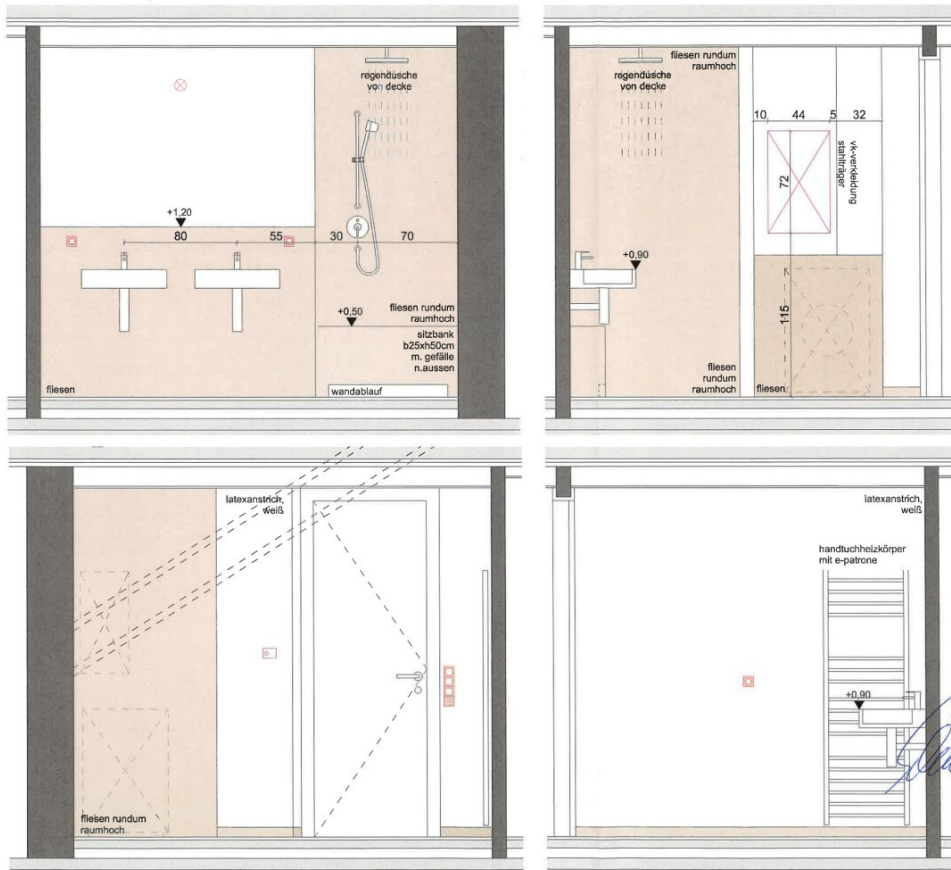 regendüsche
von decke
+1,20
80
55
30
70
+0,50
fliesen rundum
raumhoch
sitzbank
b25xh50cm
m. gefälle
n.aussen
fliesen
wandablauf
regendüsche
von decke
fliesen rundum
raumhoch
10
44
5
32
72
vk-verkleidung
stahlträger
+0,90
115
fliesen
rundum
raumhoch
fliesen
latexanstrich,
weiß
fliesen rundum
raumhoch
latexanstrich,
weiß
handtuchheizkörper
mit e-patrone
+0,90